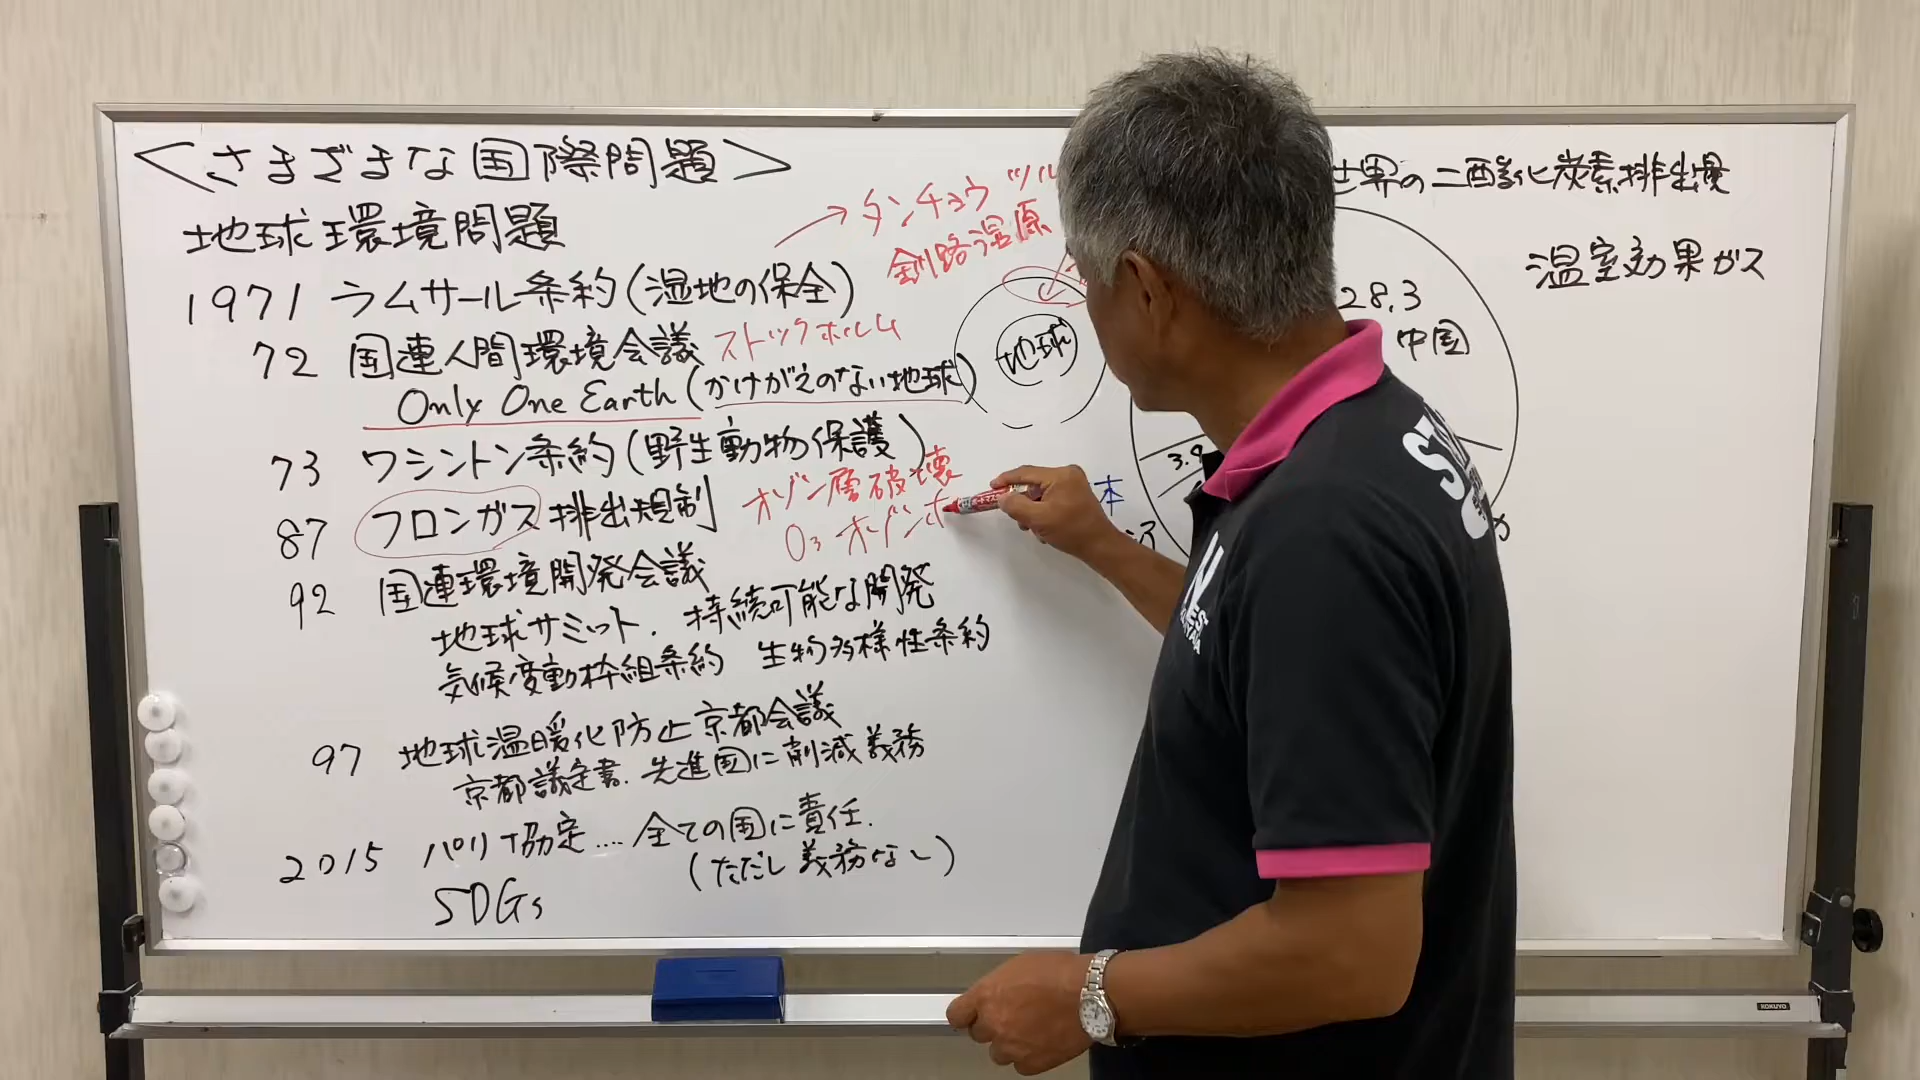 ＜さまざまな国際問題＞
地球環境問題
1971 ラムサール条約(湿地の保全)
→タンチョウヅル
釧路湿原
72 国連人間環境会議 ストックホルム
Only One Earth(かけがえのない地球)
73 ワシントン条約(野生動物保護)
87 フロンガス排出規制
オゾン層破壊
O₃ オゾンホ
92 国連環境開発会議
地球サミット. 持続可能な開発
気候変動枠組条約 生物多様性条約
97 地球温暖化防止京都会議
京都議定書. 先進国に削減義務
2015 パリ協定....全ての国に責任.
(ただし義務なし)
SDGs
地球
世界の二酸化炭素排出量
28.3
中国
3.9
本
温室効果ガス
KOKUYO